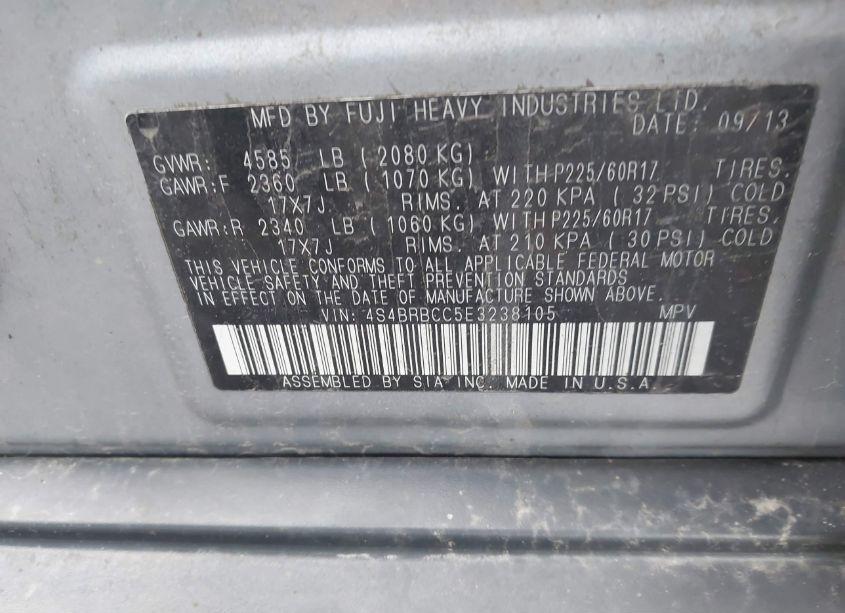 MFD BY FUJI HEAVY INDUSTRIES LTD.
DATE: 09/13
GVWR: 4585 LB ( 2080 KG)
GAWR:F 2360 LB ( 1070 KG) WITH P225/60R17 TIRES.
17X7J RIMS. AT 220 KPA ( 32 PSI) COLD
GAWR:R 2340 LB ( 1060 KG) WITH P225/60R17 TIRES.
17X7J RIMS. AT 210 KPA ( 30 PSI) COLD
THIS VEHICLE CONFORMS TO ALL APPLICABLE FEDERAL MOTOR
VEHICLE SAFETY AND THEFT PREVENTION STANDARDS
IN EFFECT ON THE DATE OF MANUFACTURE SHOWN ABOVE.
VIN: 4S4BRBCC5E3238105 MPV
ASSEMBLED BY SIA INC. MADE IN U.S.A.